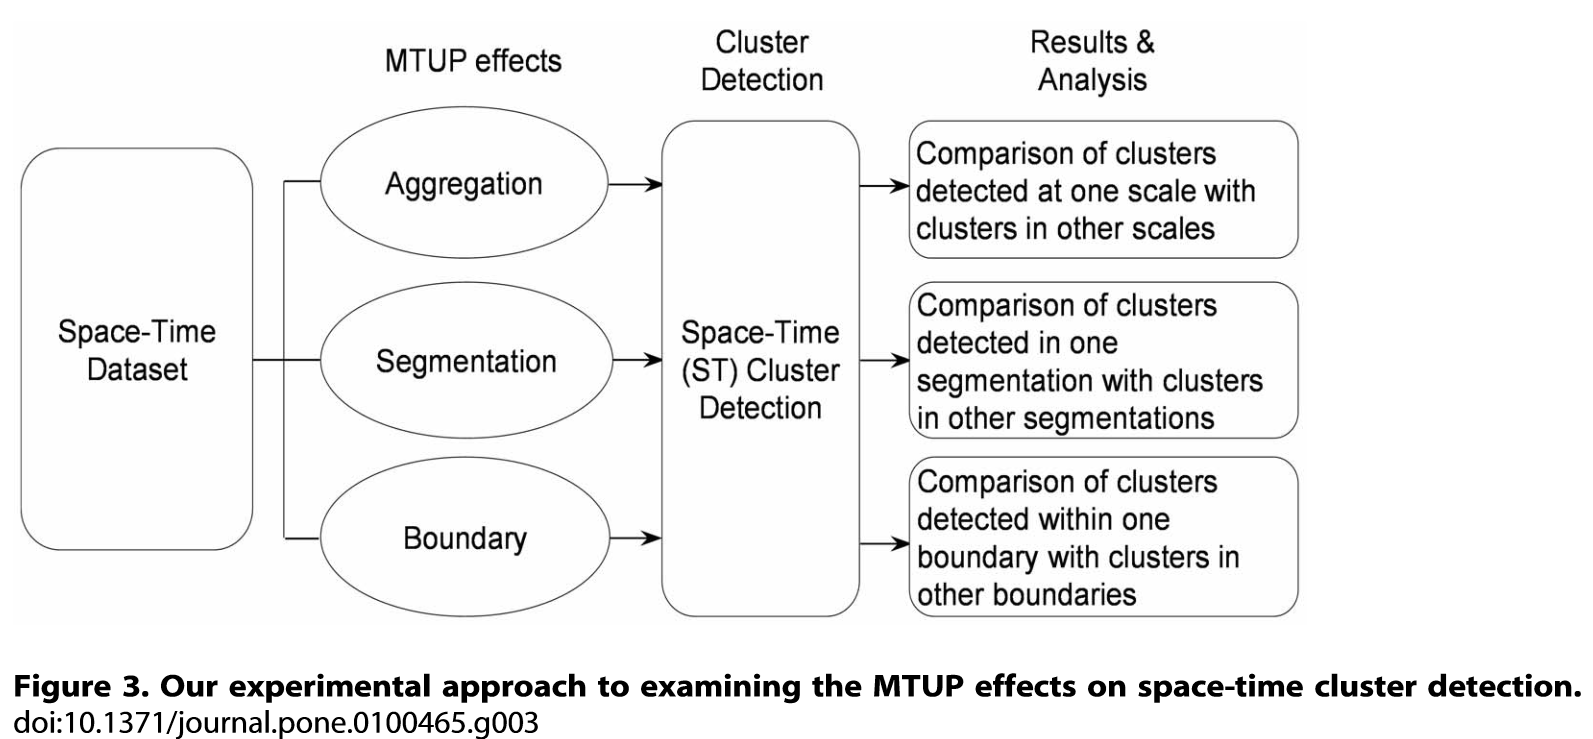 MTUP effects
Cluster
Detection
Results &
Analysis
Space-Time
Dataset
Aggregation
Segmentation
Boundary
Space-Time
(ST) Cluster
Detection
Comparison of clusters
detected at one scale with
clusters in other scales
Comparison of clusters
detected in one
segmentation with clusters
in other segmentations
Comparison of clusters
detected within one
boundary with clusters in
other boundaries
Figure 3. Our experimental approach to examining the MTUP effects on space-time cluster detection.
doi:10.1371/journal.pone.0100465.g003